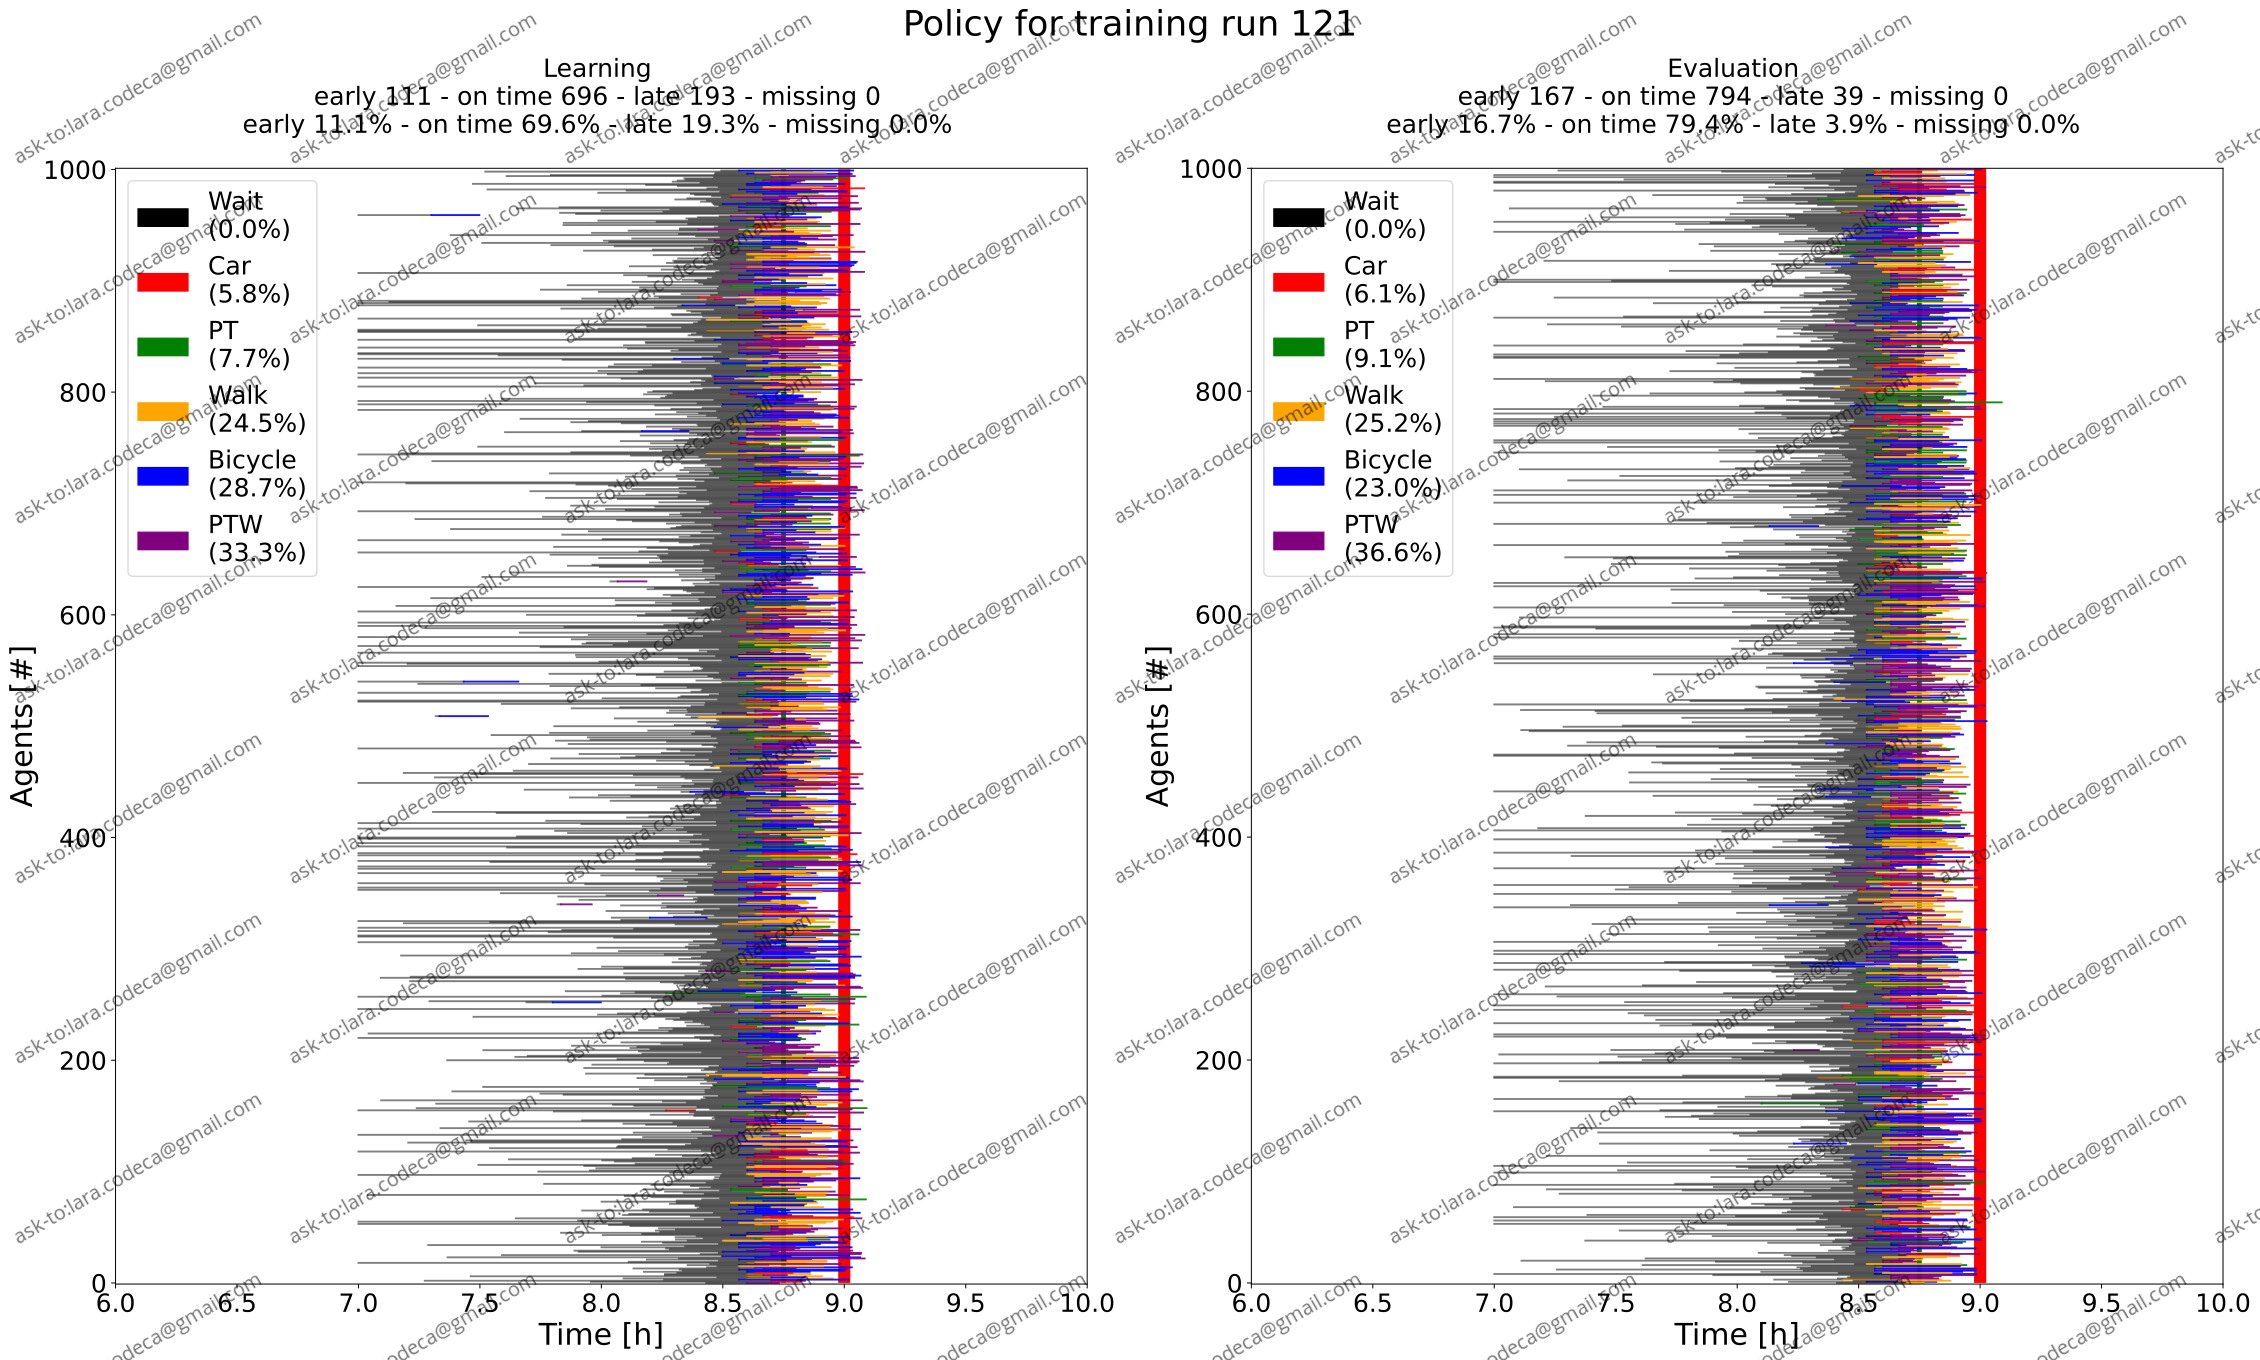 Policy for training run 121
Learning
early 111 - on time 696 - late 193 - missing 0
early 11.1% - on time 69.6% - late 19.3% - missing 0.0%
1000
800
600
400
200
0
Agents [#]
Wait
(0.0%)
Car
(5.8%)
PT
(7.7%)
Walk
(24.5%)
Bicycle
(28.7%)
PTW
(33.3%)
6.0 6.5 7.0 7.5 8.0 8.5 9.0 9.5 10.0
Time [h]
Evaluation
early 167 - on time 794 - late 39 - missing 0
early 16.7% - on time 79.4% - late 3.9% - missing 0.0%
1000
800
600
400
200
0
Agents [#]
Wait
(0.0%)
Car
(6.1%)
PT
(9.1%)
Walk
(25.2%)
Bicycle
(23.0%)
PTW
(36.6%)
6.0 6.5 7.0 7.5 8.0 8.5 9.0 9.5 10.0
Time [h]
ask-to:lara.codeca@gmail.com